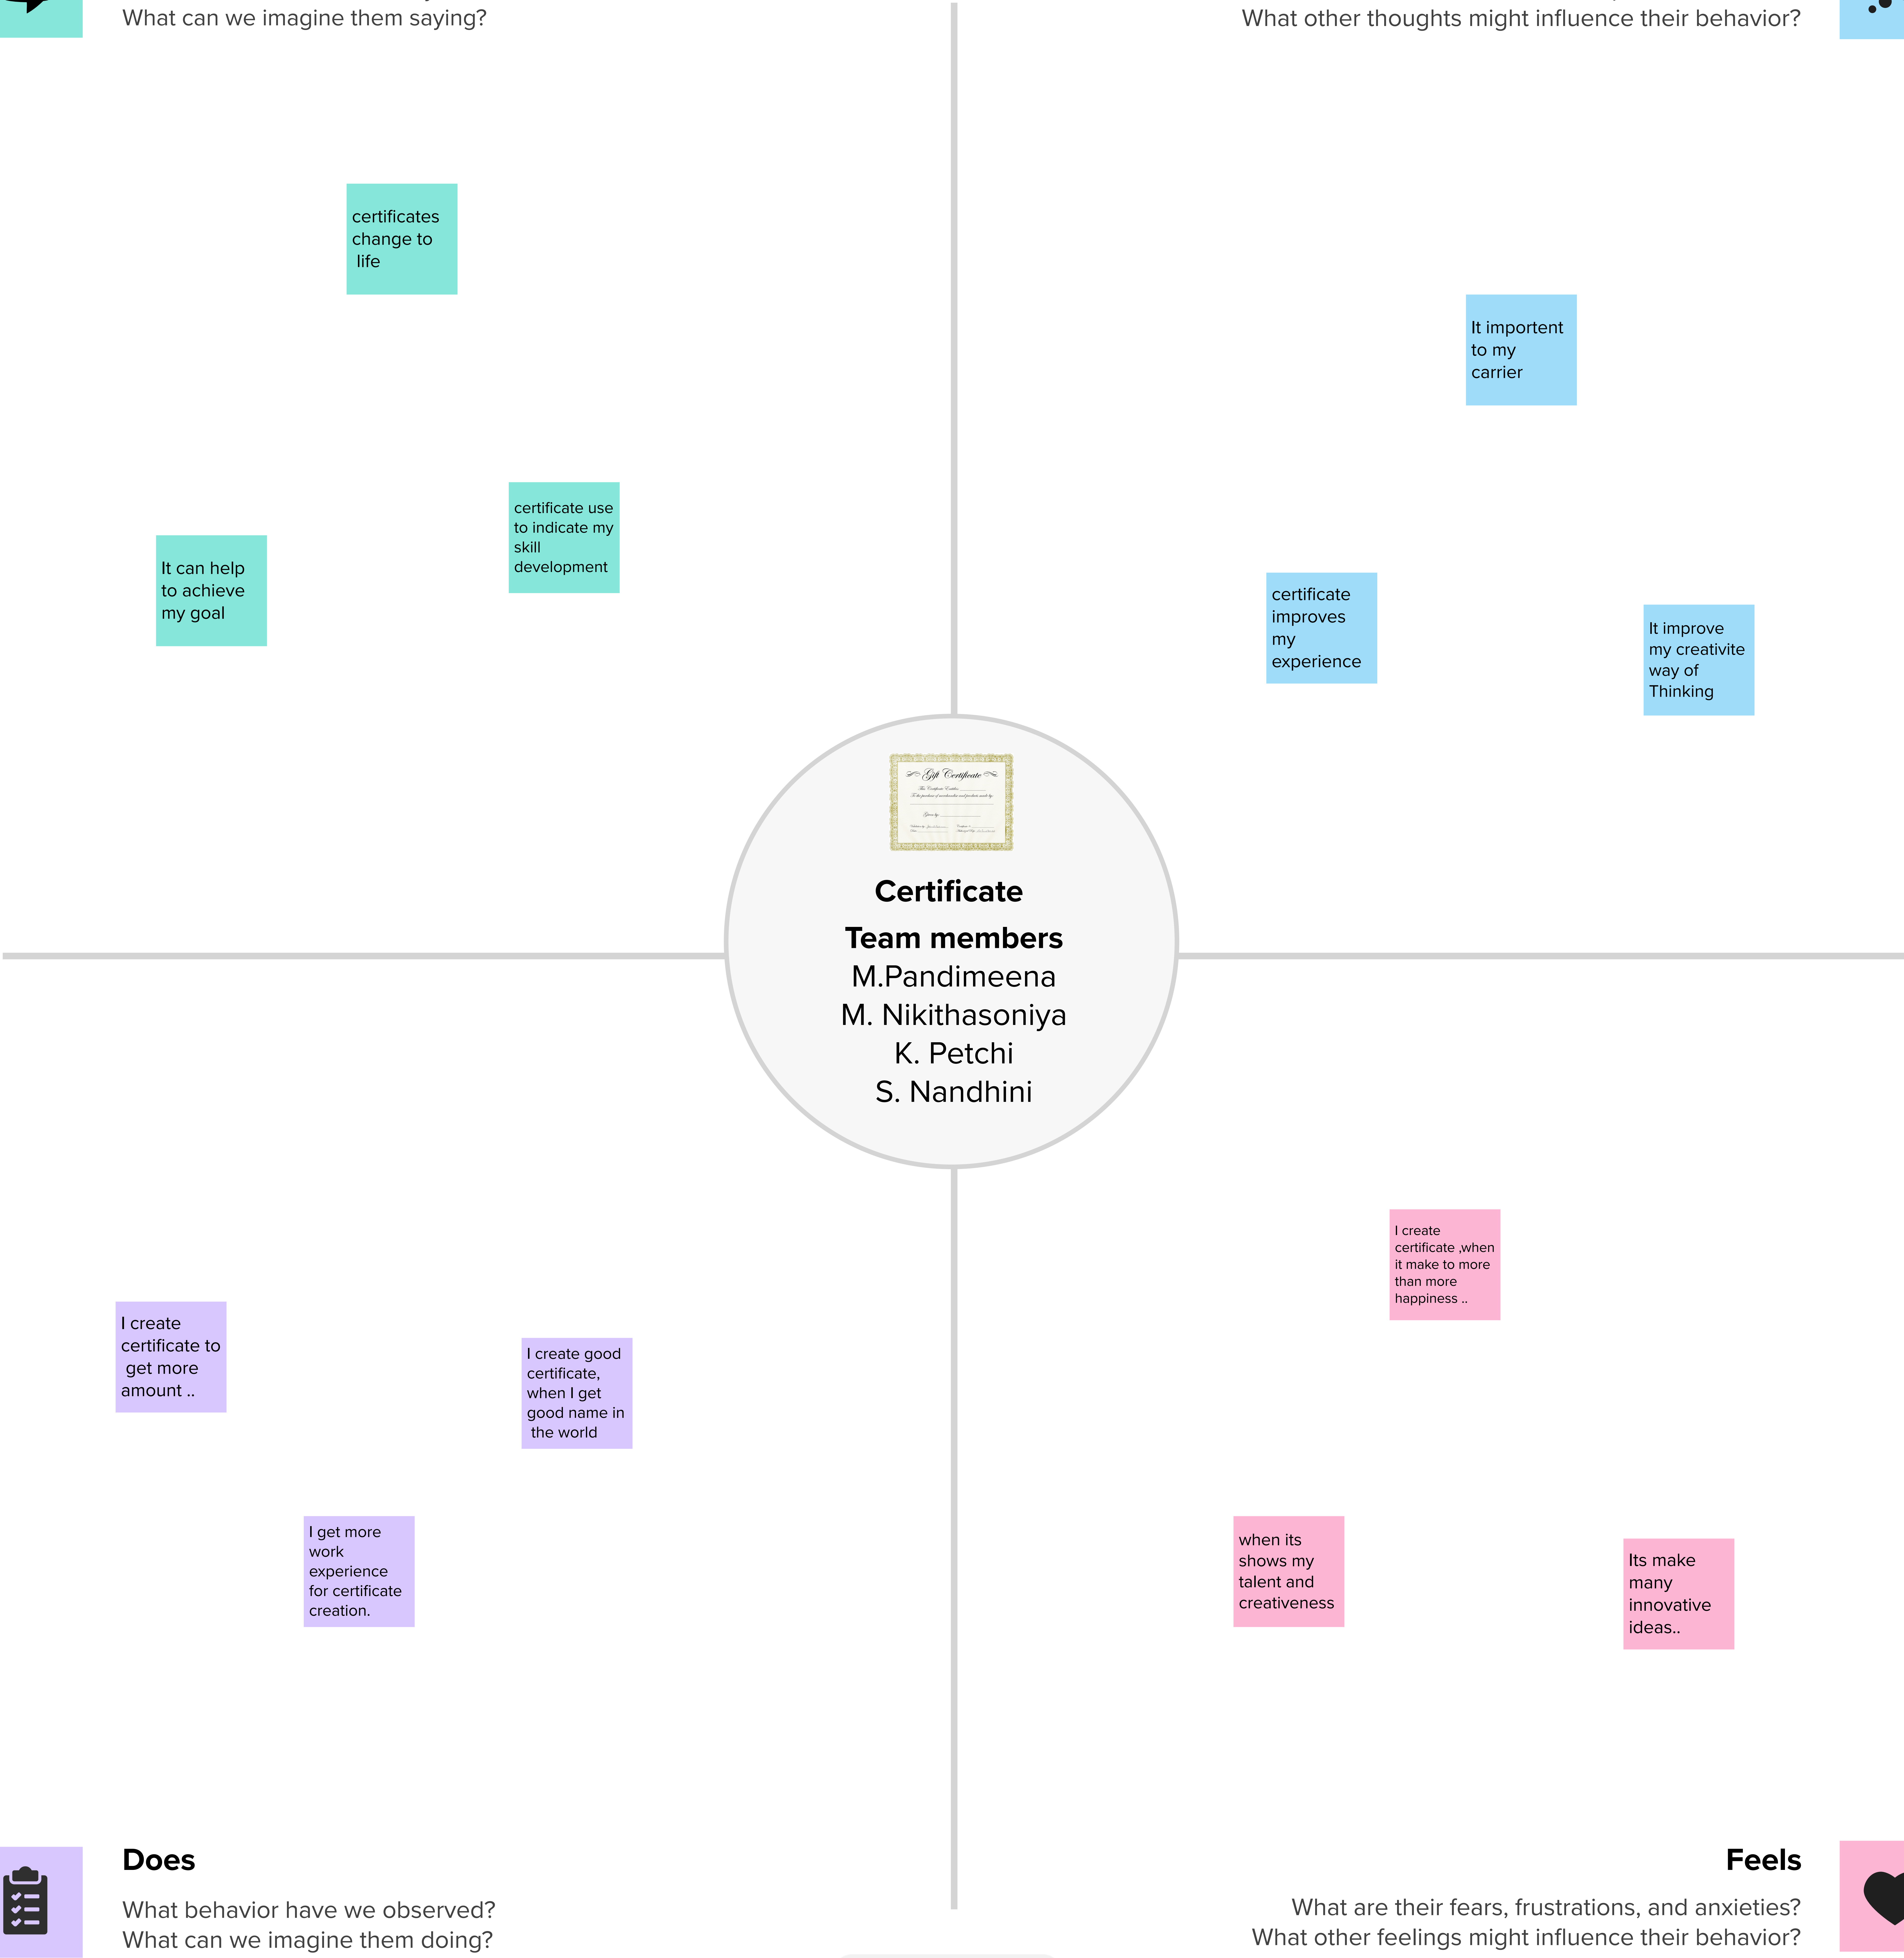 What can we imagine them saying?
What other thoughts might influence their behavior?
certificates
change to
life
It importent
to my
carrier
certificate use
to indicate my
skill
development
It can help
to achieve
my goal
certificate
improves
my
experience
It improve
my creativite
way of
Thinking
Gift Certificate
Certificate
Team members
M.Pandimeena
M. Nikithasoniya
K. Petchi
S. Nandhini
I create
certificate ,when
it make to more
than more
happiness ..
I create
certificate to
get more
amount ..
I create good
certificate,
when I get
good name in
the world
I get more
work
experience
for certificate
creation.
when its
shows my
talent and
creativeness
Its make
many
innovative
ideas..
Does
What behavior have we observed?
What can we imagine them doing?
Feels
What are their fears, frustrations, and anxieties?
What other feelings might influence their behavior?